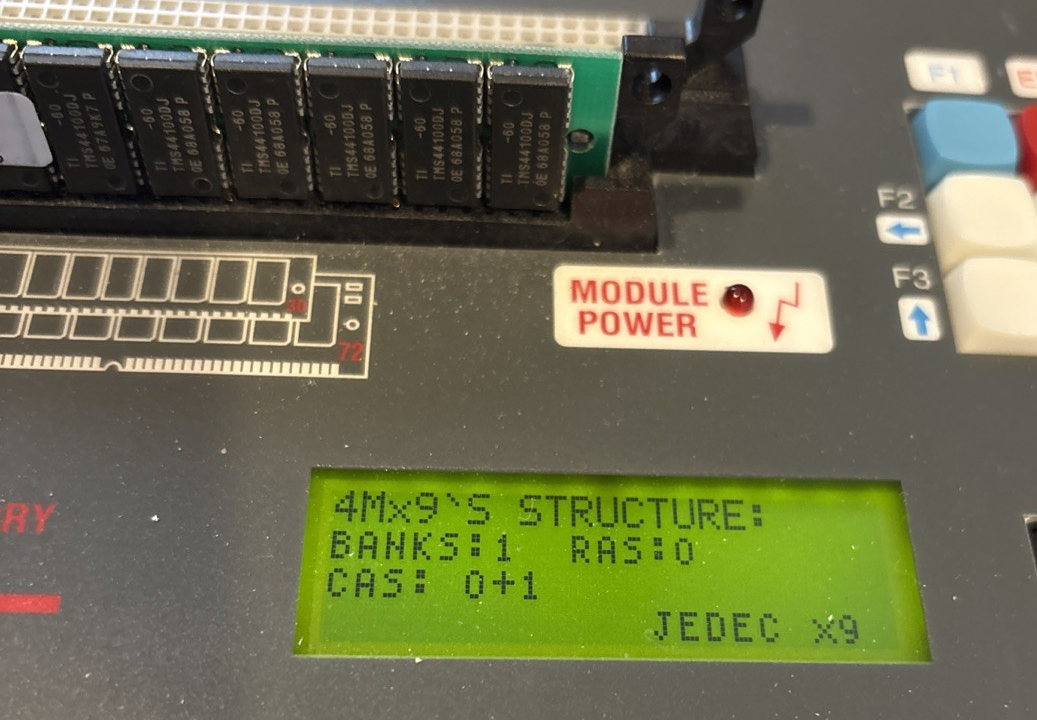 TI
TMS44100DJ
-60
TI
TMS44100DJ
-60
0E 68A058 P
TI
TMS44100DJ
-60
0E 68A058 P
TI
TMS44100DJ
-60
0E 68A058 P
TI
TMS44100DJ
-60
0E 68A058 P
TI
TMS44100DJ
-60
0E 68A058 P
F1
F2
F3
30
72
MODULE
POWER
RY
4Mx9`S STRUCTURE:
BANKS:1 RAS:0
CAS: 0+1
JEDEC x9